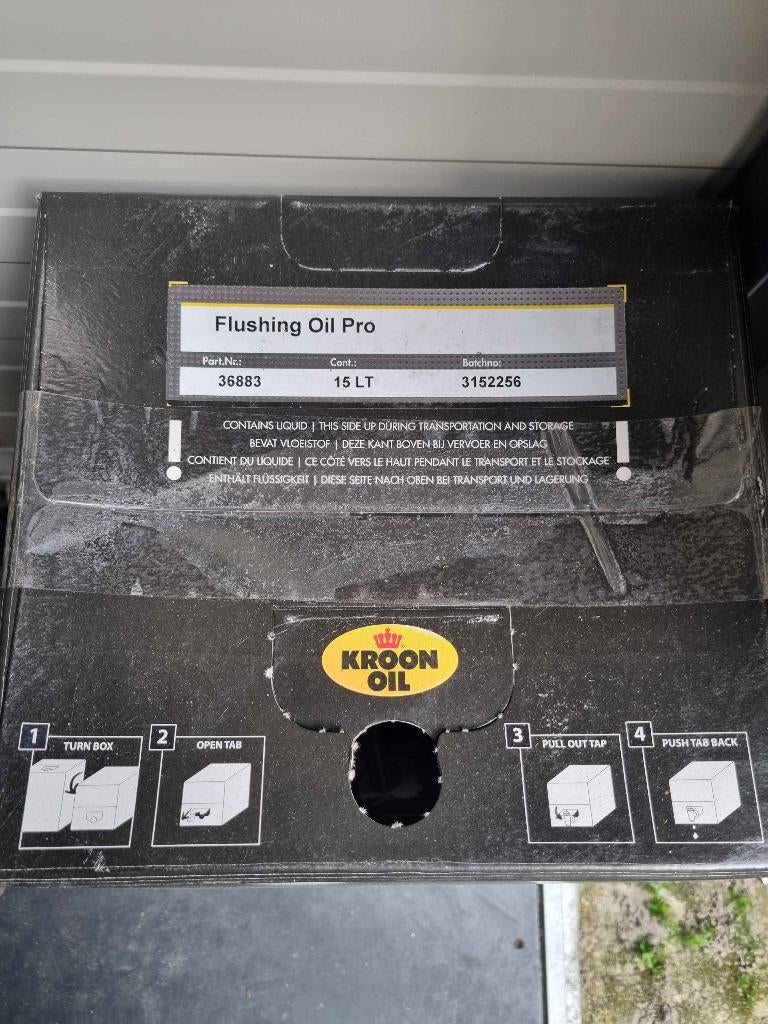 Flushing Oil Pro
Part.Nr.: Cont.: Batchno:
36883 15 LT 3152256
CONTAINS LIQUID | THIS SIDE UP DURING TRANSPORTATION AND STORAGE
BEVAT VLOEISTOF | DEZE KANT BOVEN BIJ VERVOER EN OPSLAG
CONTIENT DU LIQUIDE | CE CÔTÉ VERS LE HAUT PENDANT LE TRANSPORT ET LE STOCKAGE
ENTHÄLT FLÜSSIGKEIT | DIESE SEITE NACH OBEN BEI TRANSPORT UND LAGERUNG
KROON
OIL
1 TURN BOX 2 OPEN TAB 3 PULL OUT TAP 4 PUSH TAB BACK